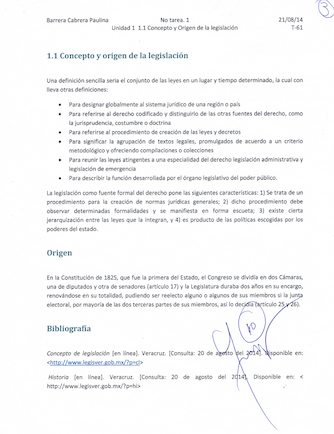 3
Barrera Cabrera Paulina No tarea. 1 21/08/14
Unidad 1 1.1 Concepto y Origen de la legislación T-61
1.1 Concepto y origen de la legislación
Una definición sencilla sería el conjunto de las leyes en un lugar y tiempo determinado, la cual con
lleva otras definiciones:
• Para designar globalmente al sistema jurídico de una región o país
• Para referirse al derecho codificado y distinguirlo de las otras fuentes del derecho, como
la jurisprudencia, costumbre o doctrina
• Para referirse al procedimiento de creación de las leyes y decretos
• Para significar la agrupación de textos legales, promulgados de acuerdo a un criterio
metodológico y ofreciendo compilaciones o colecciones
• Para reunir las leyes atingentes a una especialidad del derecho legislación administrativa y
legislación de emergencia
• Para describir la función desarrollada por el órgano legislativo del poder público.
La legislación como fuente formal del derecho pone las siguientes características: 1) Se trata de un
procedimiento para la creación de normas jurídicas generales; 2) dicho procedimiento debe
observar determinadas formalidades y se manifiesta en forma escueta; 3) existe cierta
jerarquización entre las leyes que la integran, y 4) es producto de las políticas escogidas por los
poderes del estado.
Origen
En la Constitución de 1825, que fue la primera del Estado, el Congreso se dividía en dos Cámaras,
una de diputados y otra de senadores (artículo 17) y la Legislatura duraba dos años en su encargo,
renovándose en su totalidad, pudiendo ser reelecto alguno o algunos de sus miembros si la junta
electoral, por mayoría de las dos terceras partes de sus miembros, así lo decidía (artículo 25 y 26).
10
Bibliografía
Concepto de legislación [en línea]. Veracruz. [Consulta: 20 de agosto del 2014]. Disponible en:
<http://www.legisver.gob.mx/?p=cl>
Historia [en línea]. Veracruz. [Consulta: 20 de agosto del 2014]. Disponible en: <
http://www.legisver.gob.mx/?p=hl>